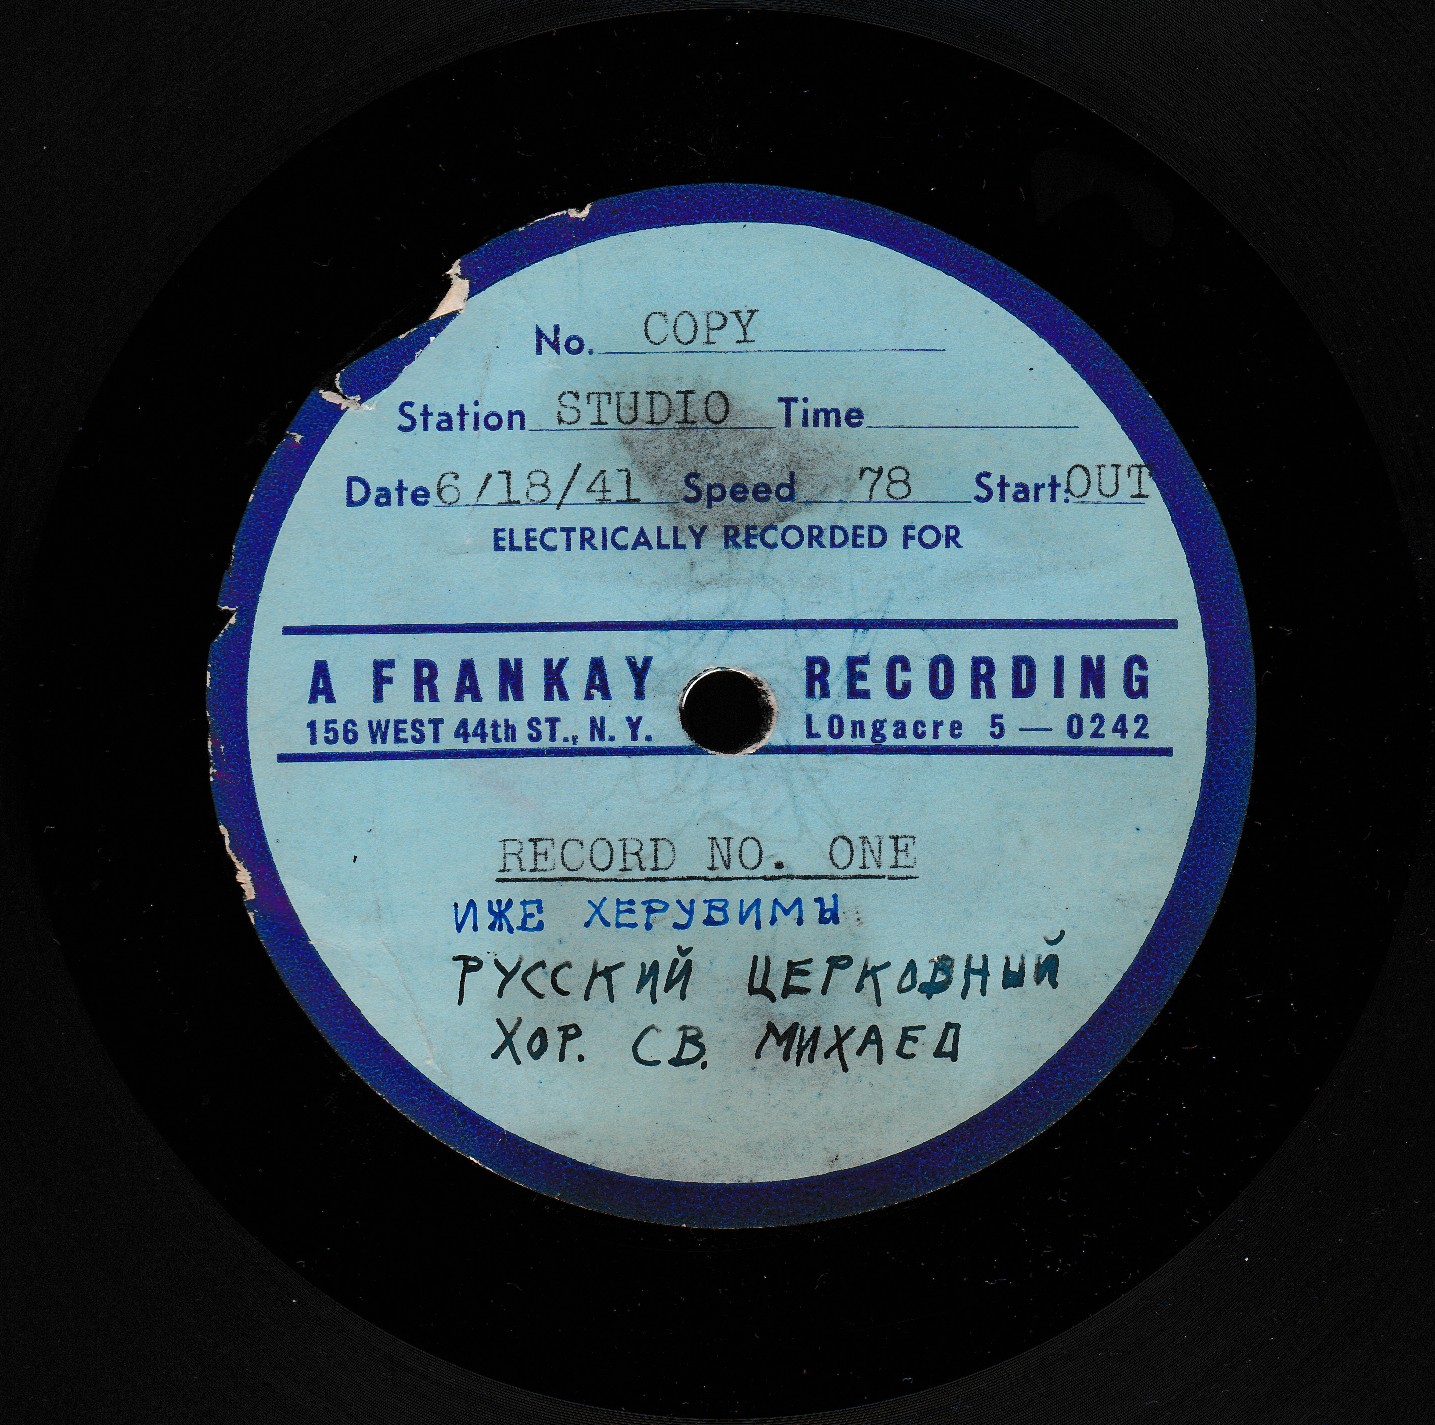 No. COPY
Station STUDIO Time
Date 6/18/41 Speed 78 Start: OUT
ELECTRICALLY RECORDED FOR
A FRANKAY RECORDING
156 WEST 44th ST., N. Y. LOngacre 5 — 0242
RECORD NO. ONE
ИЖЕ ХЕРУВИМЫ
РУССКИЙ ЦЕРКОВНЫЙ
ХОР. СВ. МИХАЕЛ